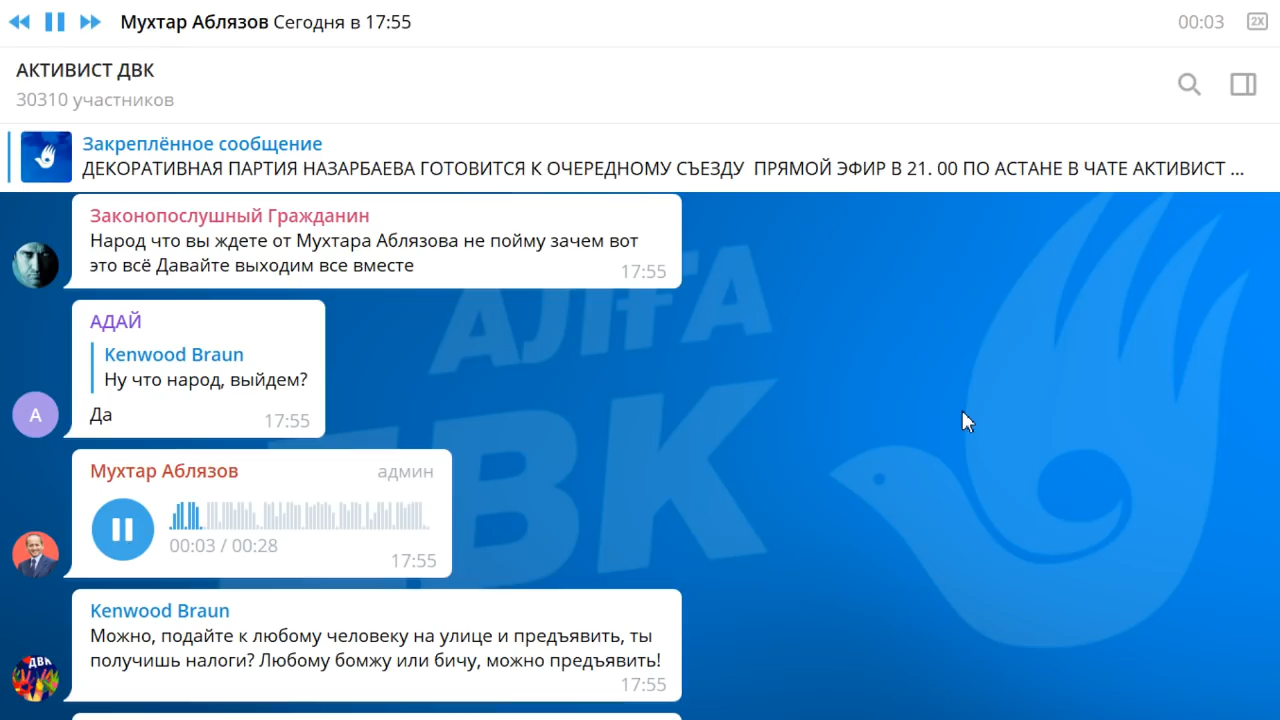 Мухтар Аблязов Сегодня в 17:55
00:03
2X
АКТИВИСТ ДВК
30310 участников
Закреплённое сообщение
ДЕКОРАТИВНАЯ ПАРТИЯ НАЗАРБАЕВА ГОТОВИТСЯ К ОЧЕРЕДНОМУ СЪЕЗДУ ПРЯМОЙ ЭФИР В 21. 00 ПО АСТАНЕ В ЧАТЕ АКТИВИСТ ...
Законопослушный Гражданин
Народ что вы ждете от Мухтара Аблязова не пойму зачем вот
это всё Давайте выходим все вместе
17:55
АЛҒА
ДВК
АДАЙ
Kenwood Braun
Ну что народ, выйдем?
А
Да
17:55
Мухтар Аблязов
админ
00:03 / 00:28
17:55
Kenwood Braun
Можно, подайте к любому человеку на улице и предъявить, ты
получишь налоги? Любому бомжу или бичу, можно предъявить!
17:55
ДВК